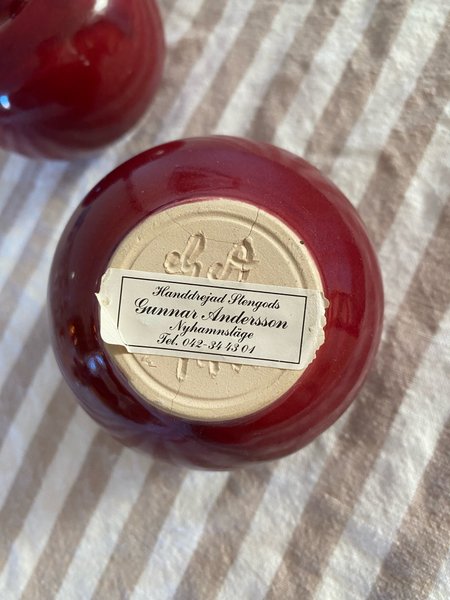 Handdrejad Stengods
Gunnar Andersson
Nyhamnsläge
Tel. 042-34 43 01